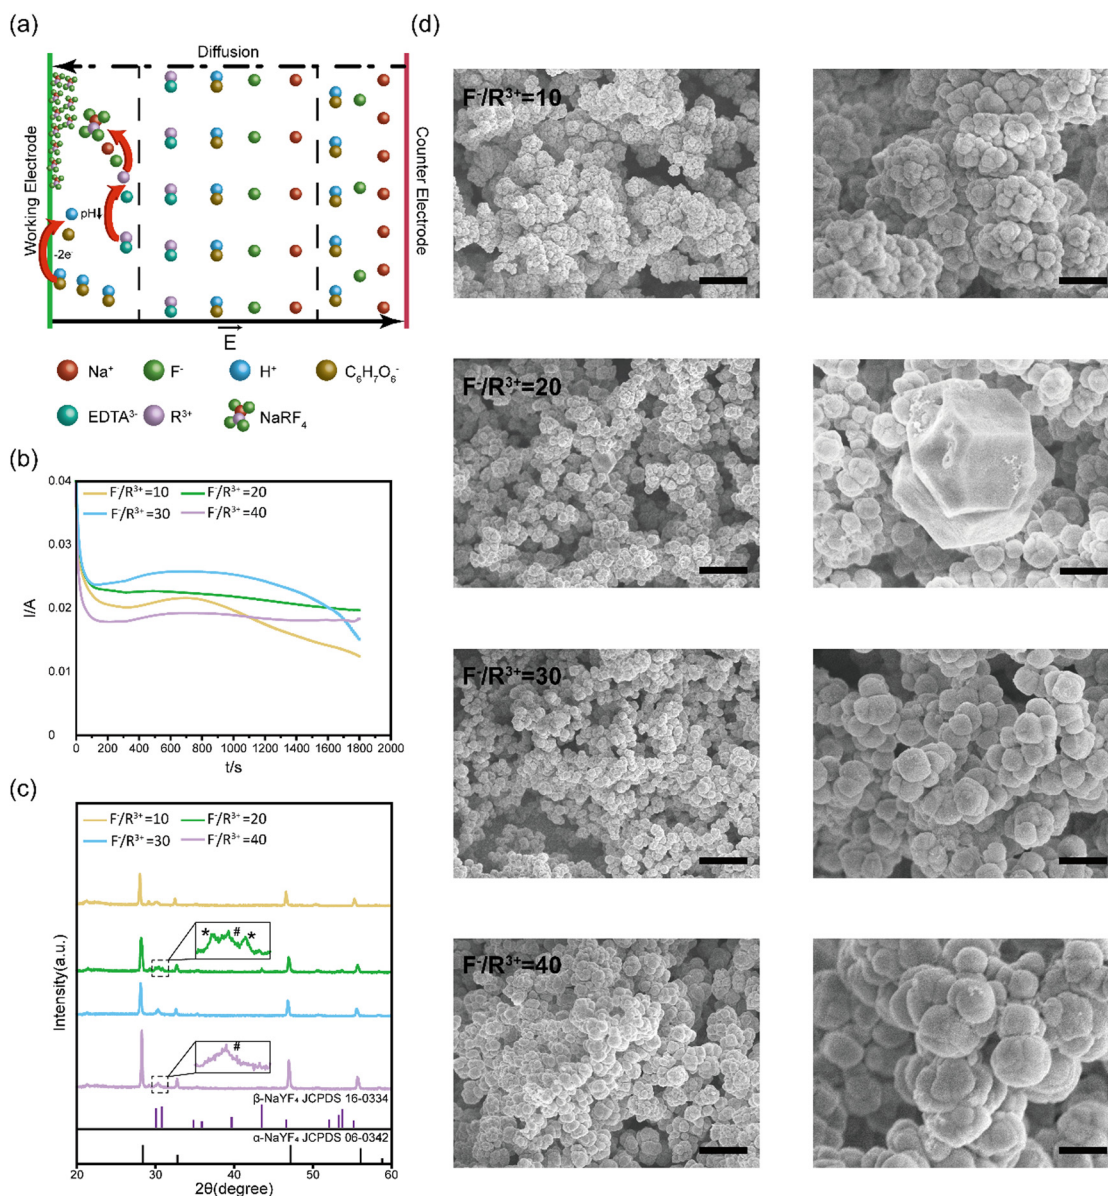 (a)
Diffusion
Working Electrode
Counter Electrode
pH⬇
-2e⁻
E
Na⁺
F⁻
H⁺
C₆H₇O₆⁻
EDTA³⁻
R³⁺
NaRF₄
(b)
0.04
0.03
0.02
0.01
0
I/A
F⁻/R³⁺=10
F⁻/R³⁺=20
F⁻/R³⁺=30
F⁻/R³⁺=40
0 200 400 600 800 1000 1200 1400 1600 1800 2000
t/s
(c)
F⁻/R³⁺=10
F⁻/R³⁺=20
F⁻/R³⁺=30
F⁻/R³⁺=40
* # *
#
Intensity(a.u.)
β-NaYF₄ JCPDS 16-0334
α-NaYF₄ JCPDS 06-0342
20 30 40 50 60
2θ(degree)
(d)
F⁻/R³⁺=10
F⁻/R³⁺=20
F⁻/R³⁺=30
F⁻/R³⁺=40